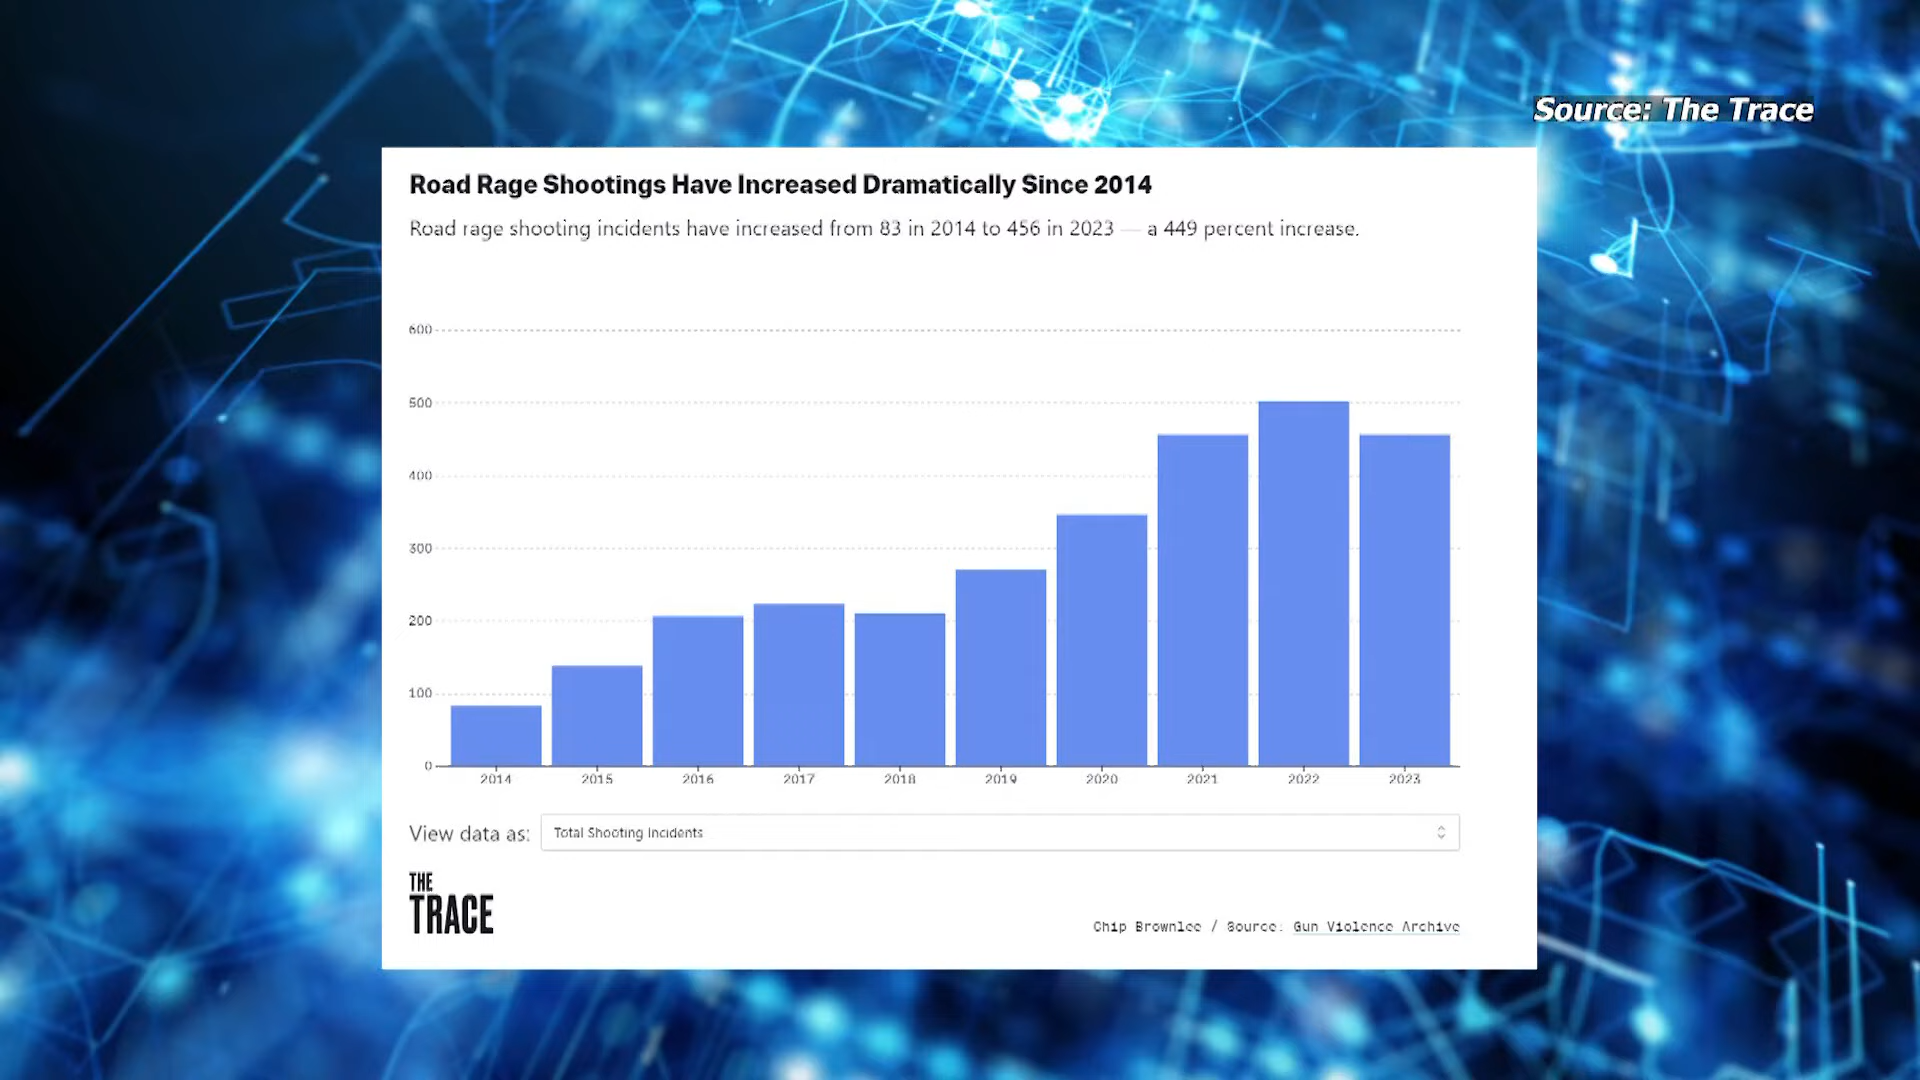 Source: The Trace
Road Rage Shootings Have Increased Dramatically Since 2014
Road rage shooting incidents have increased from 83 in 2014 to 456 in 2023 — a 449 percent increase.
600
500
400
300
200
100
0
2014 2015 2016 2017 2018 2019 2020 2021 2022 2023
View data as: Total Shooting Incidents
THE
TRACE
Chip Brownlee / Source: Gun Violence Archive